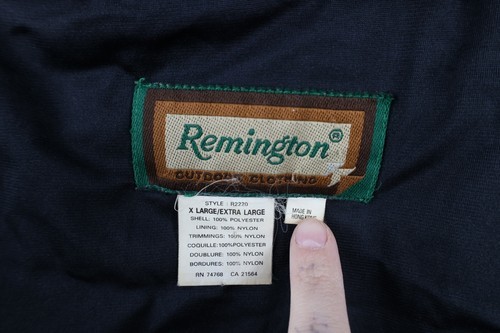 Remington®
OUTDOOR CLOTHING
STYLE : R2270
X LARGE/EXTRA LARGE
SHELL: 100% POLYESTER
LINING: 100% NYLON
TRIMMINGS: 100% NYLON
COQUILLE:100%POLYESTER
DOUBLURE: 100% NYLON
BORDURES: 100% NYLON
RN 74768 CA 21564
MADE IN